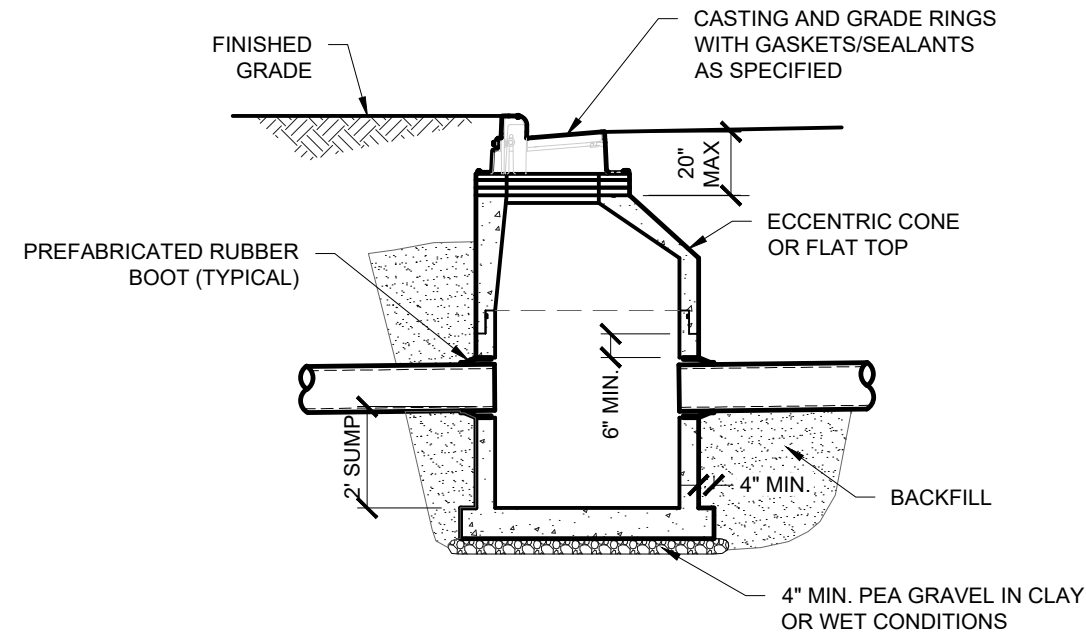 CASTING AND GRADE RINGS
WITH GASKETS/SEALANTS
AS SPECIFIED
FINISHED
GRADE
20"
MAX
ECCENTRIC CONE
OR FLAT TOP
PREFABRICATED RUBBER
BOOT (TYPICAL)
6" MIN.
2' SUMP
4" MIN.
BACKFILL
4" MIN. PEA GRAVEL IN CLAY
OR WET CONDITIONS